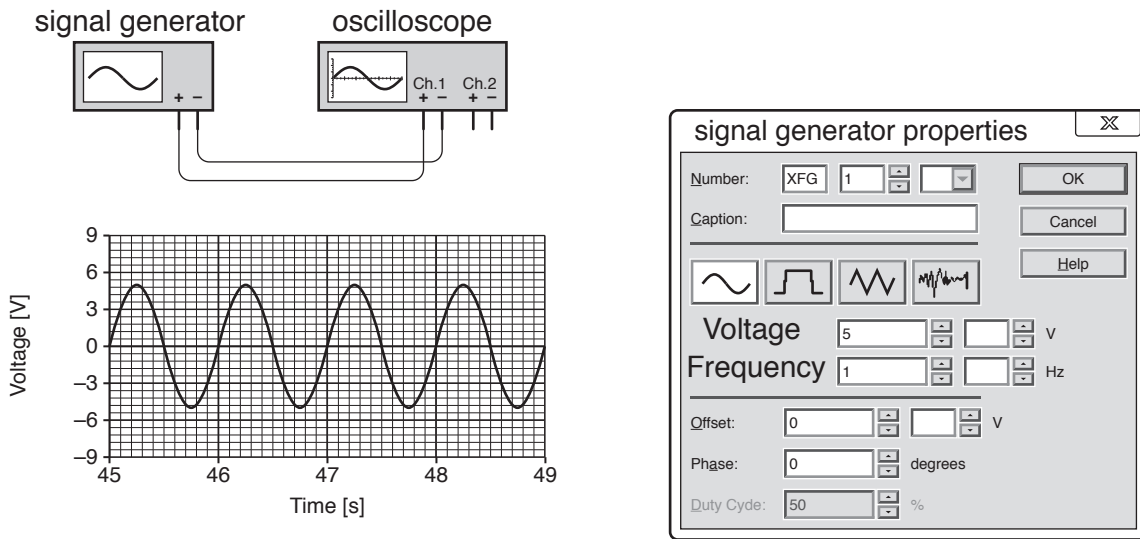 signal generator
oscilloscope
Ch.1 Ch.2
+ −
+ − + −
9
6
3
0
−3
−6
−9
Voltage [V]
45 46 47 48 49
Time [s]
signal generator properties X
Number: XFG 1
OK
Caption:
Cancel
Help
Voltage 5 V
Frequency 1 Hz
Offset: 0 V
Phase: 0 degrees
Duty Cyde: 50 %